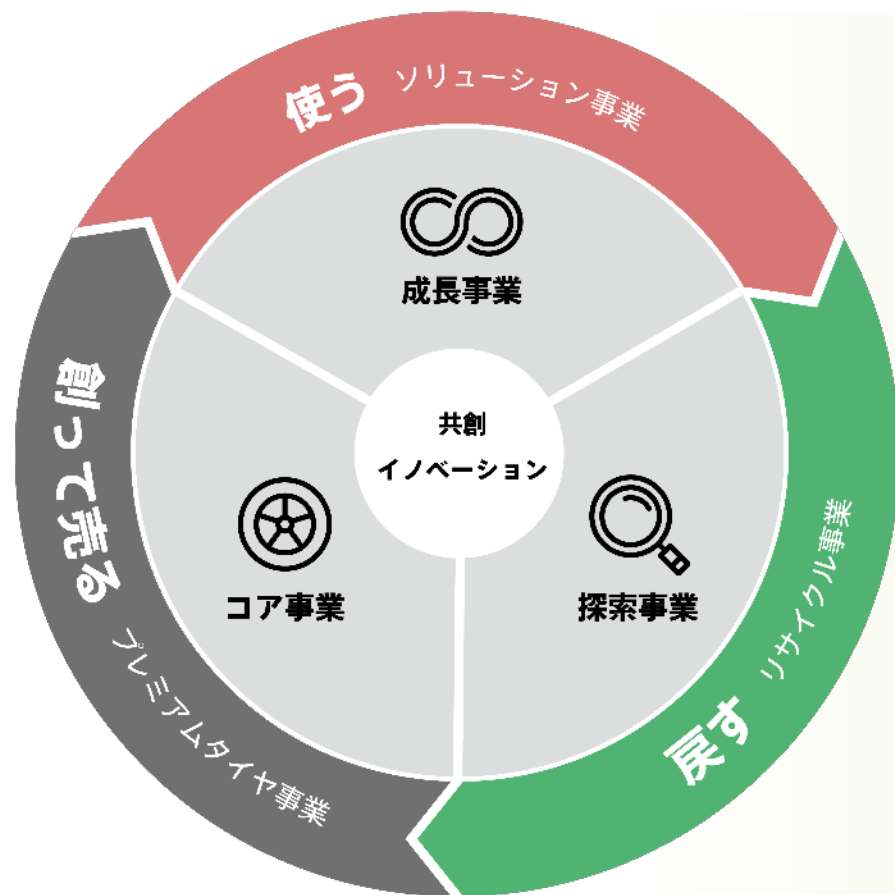 使う ソリューション事業
成長事業
共創
イノベーション
創って売る プレミアムタイヤ事業
コア事業
探索事業
戻す リサイクル事業